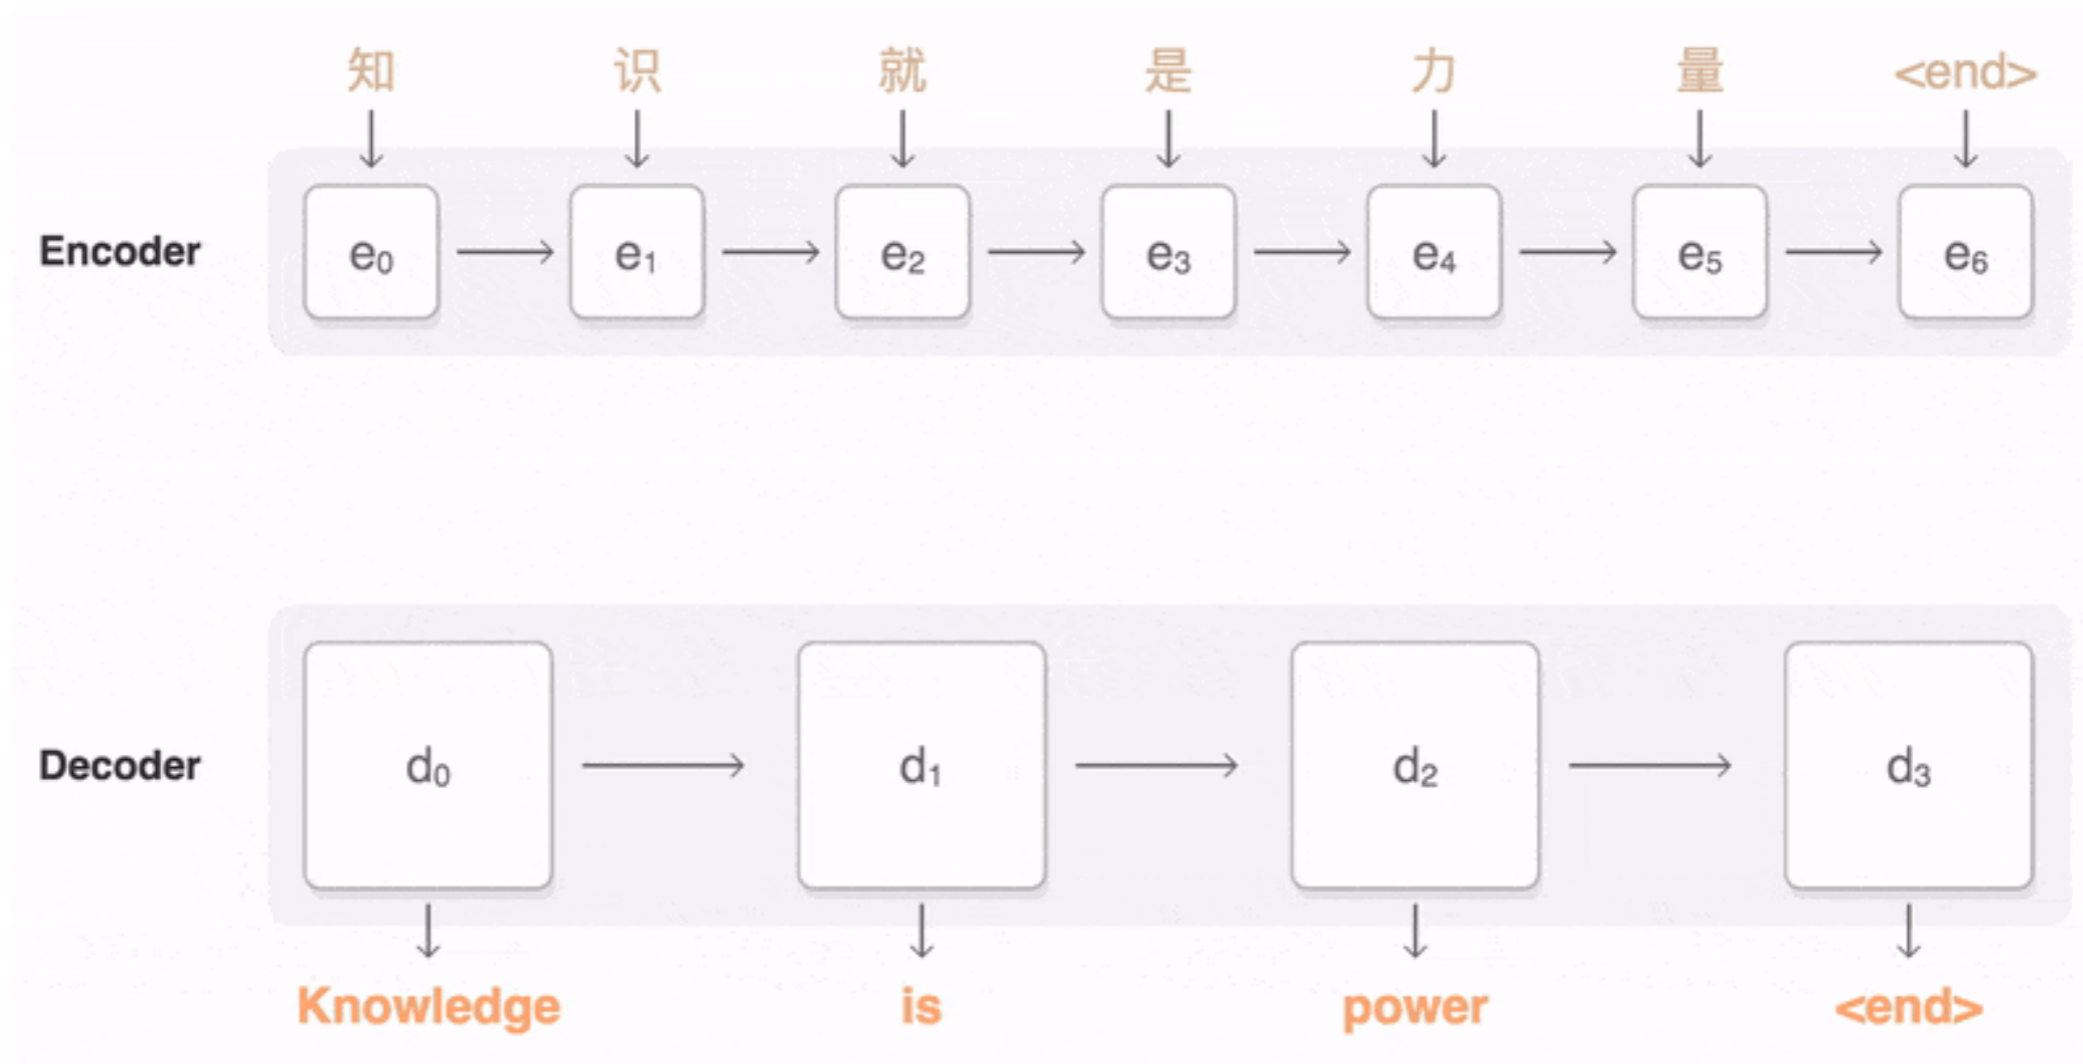 知 识 就 是 力 量 <end>
Encoder e₀ e₁ e₂ e₃ e₄ e₅ e₆
Decoder d₀ d₁ d₂ d₃
Knowledge is power <end>